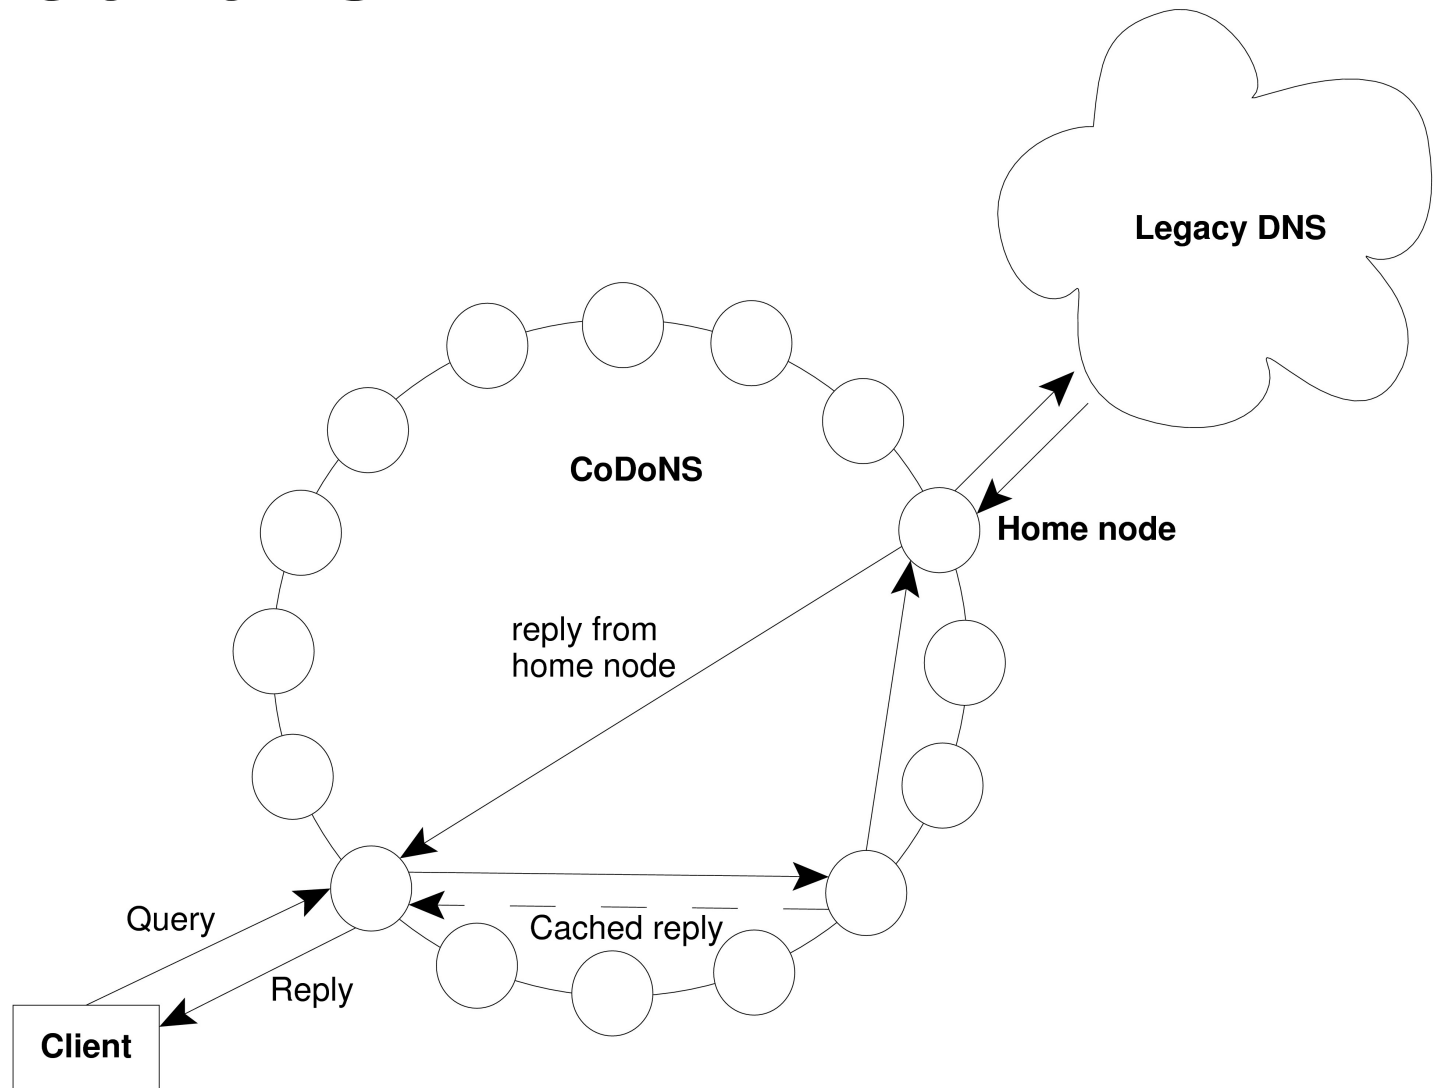 Legacy DNS
CoDoNS
Home node
reply from
home node
Query
Cached reply
Reply
Client